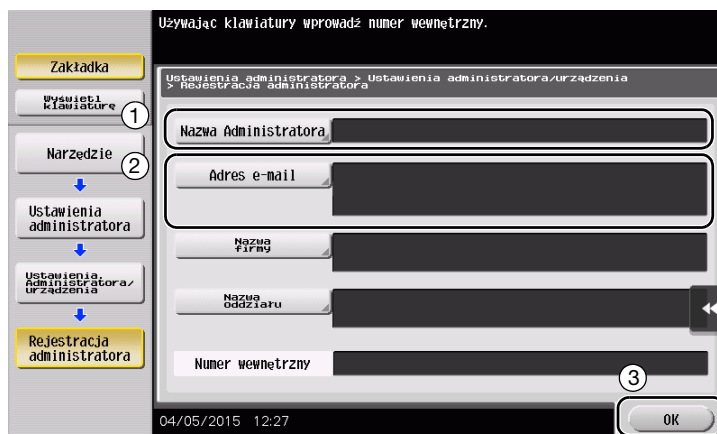 Używając klawiatury wprowadź numer wewnętrzny.
Zakładka
Wyświetl
klawiaturę
1
Narzędzie
2
Ustawienia
administratora
Ustawienia.
Administratora/
urządzenia
Rejestracja
administratora
Ustawienia administratora > Ustawienia administratora/urządzenia
> Rejestracja administratora
Nazwa Administratora
Adres e-mail
Nazwa
firmy
Nazwa
oddziału
Numer wewnętrzny
3
04/05/2015 12:27
OK